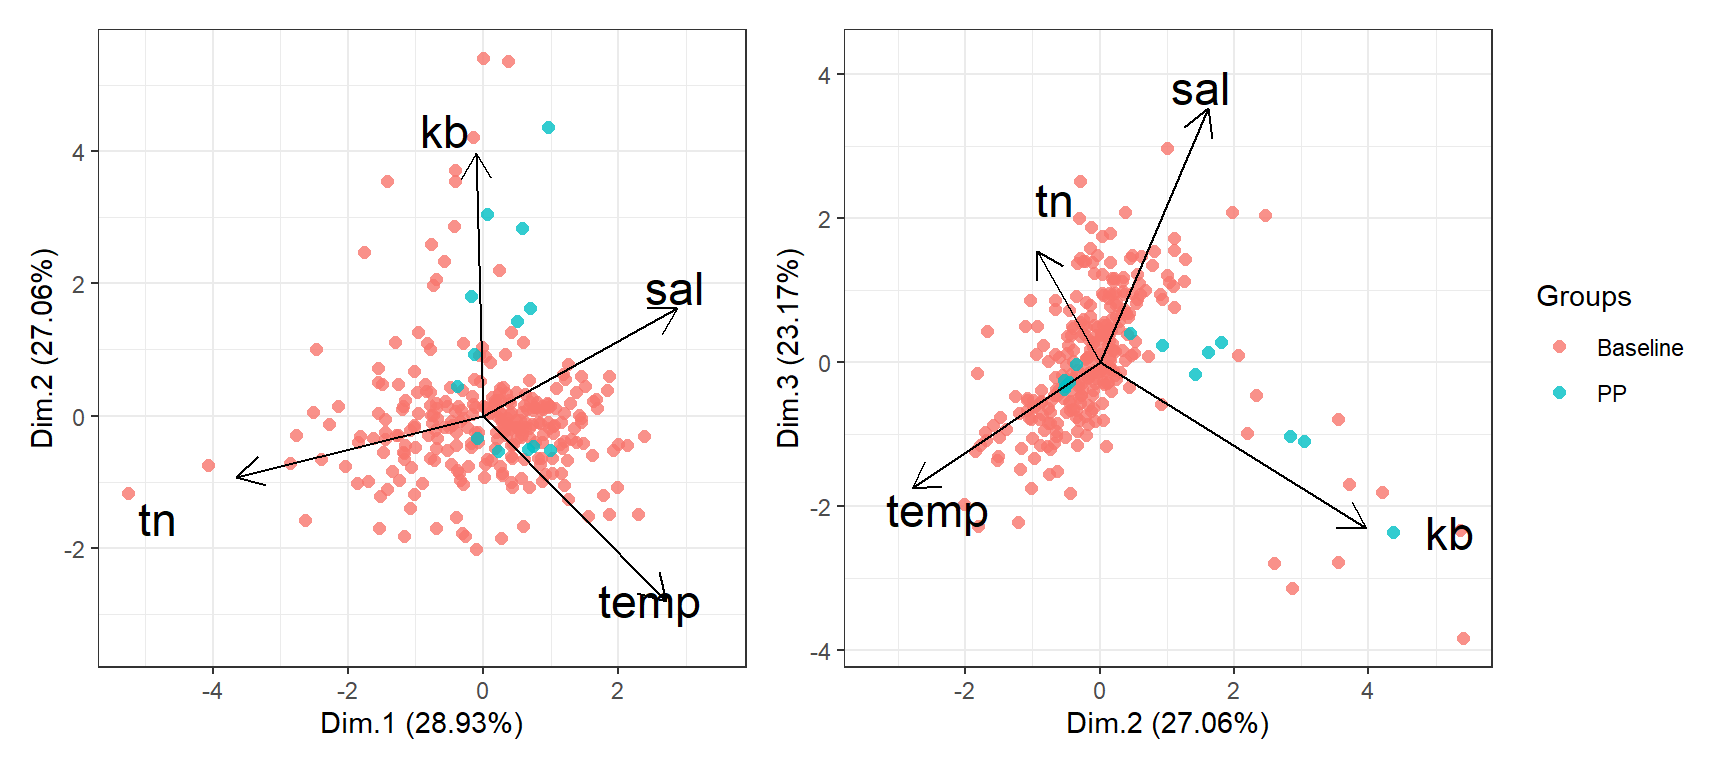 kb
sal
tn
temp
4
2
0
-2
-4
-2
0
2
Dim.1 (28.93%)
Dim.2 (27.06%)
sal
tn
temp
kb
4
2
0
-2
-4
-2
0
2
4
Dim.2 (27.06%)
Dim.3 (23.17%)
Groups
Baseline
PP